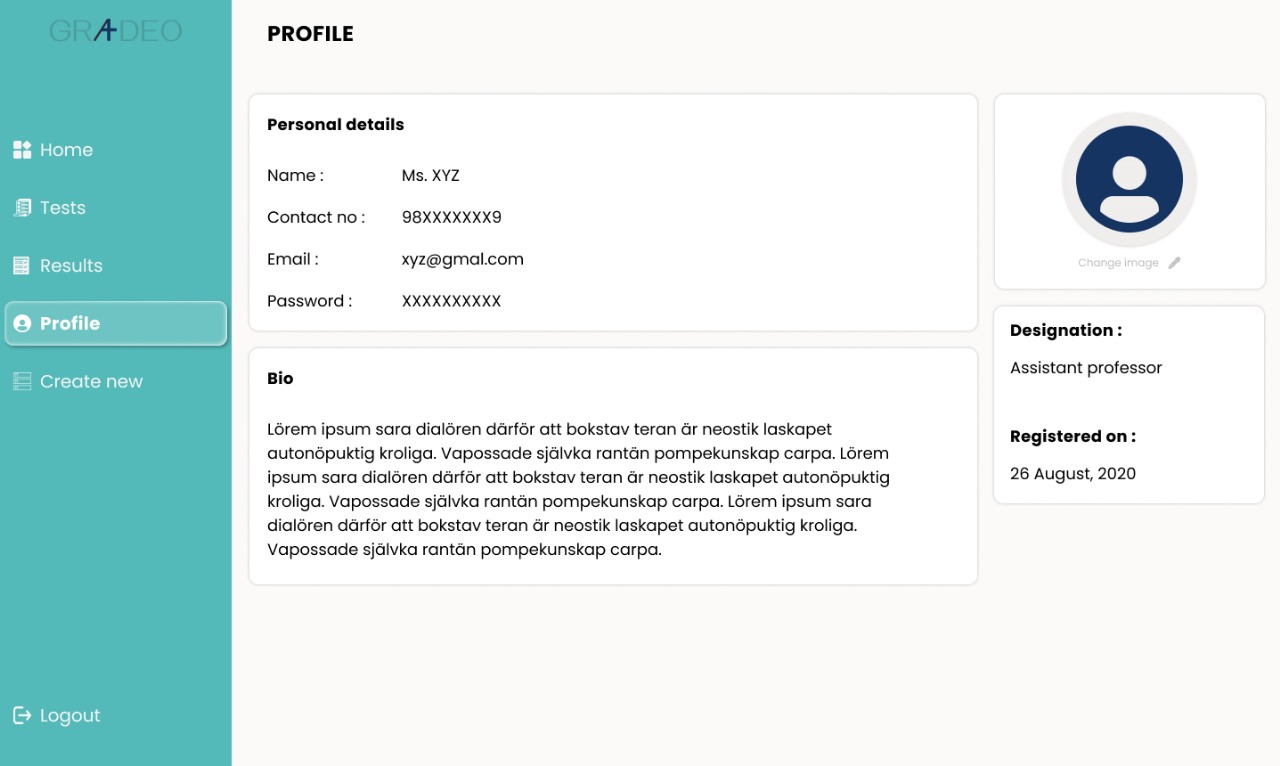 GRADEO
PROFILE
Home
Tests
Results
Profile
Create new
Logout
Personal details
Name : Ms. XYZ
Contact no : 98XXXXXXX9
Email : xyz@gmal.com
Password : XXXXXXXXXX
Bio
Lörem ipsum sara dialören därför att bokstav teran är neostik laskapet
autonöpuktig kroliga. Vapossade självka rantän pompekunskap carpa. Lörem
ipsum sara dialören därför att bokstav teran är neostik laskapet autonöpuktig
kroliga. Vapossade självka rantän pompekunskap carpa. Lörem ipsum sara
dialören därför att bokstav teran är neostik laskapet autonöpuktig kroliga.
Vapossade självka rantän pompekunskap carpa.
Change image
Designation :
Assistant professor
Registered on :
26 August, 2020